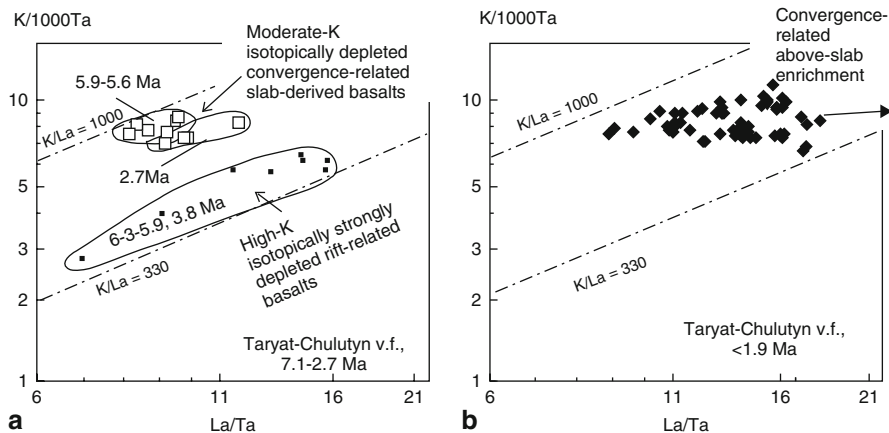 K/1000Ta
10
5
3
2
1
6
11
16
21
La/Ta
a
Moderate-K
isotopically depleted
convergence-related
slab-derived basalts
5.9-5.6 Ma
K/La = 1000
2.7Ma
6-3-5.9, 3.8 Ma
High-K
isotopically strongly
depleted rift-related
basalts
K/La = 330
Taryat-Chulutyn v.f.,
7.1-2.7 Ma
K/1000Ta
10
5
3
2
1
6
11
16
21
La/Ta
b
Convergence-
related
above-slab
enrichment
K/La = 1000
K/La = 330
Taryat-Chulutyn v.f.,
<1.9 Ma